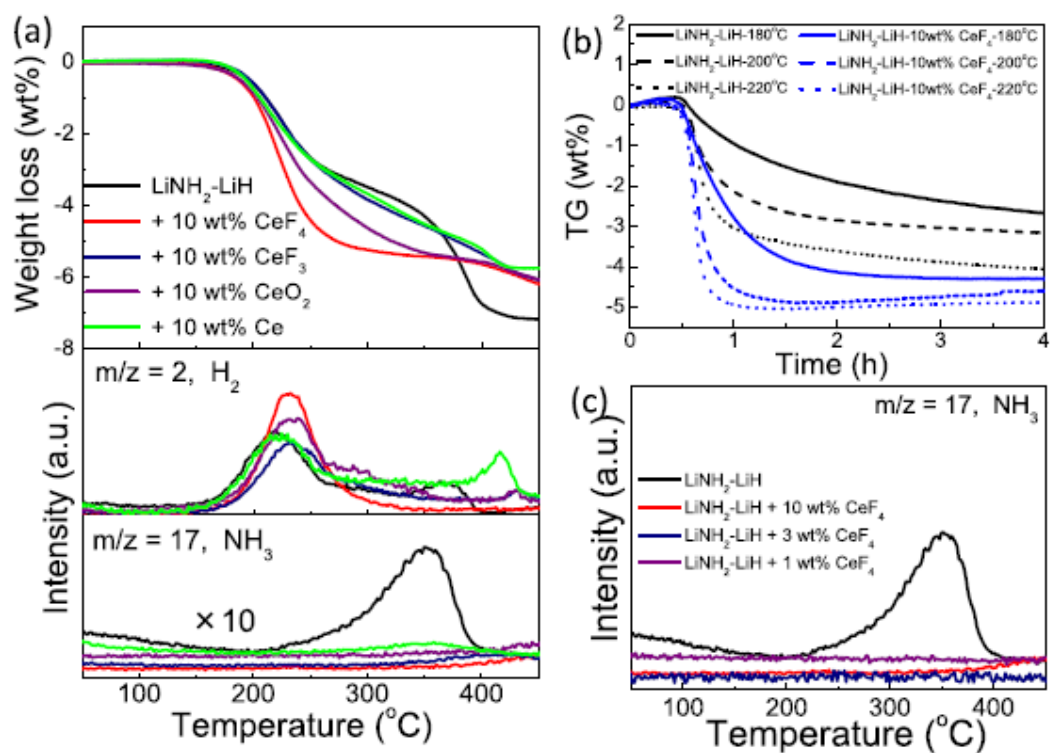 (a)
0
-2
-4
-6
-8
Weight loss (wt%)
LiNH₂-LiH
+ 10 wt% CeF₄
+ 10 wt% CeF₃
+ 10 wt% CeO₂
+ 10 wt% Ce
m/z = 2, H₂
m/z = 17, NH₃
× 10
Intensity (a.u.)
100 200 300 400
Temperature (°C)
(b)
2
1
0
-1
-2
-3
-4
-5
TG (wt%)
LiNH₂-LiH-180°C
LiNH₂-LiH-200°C
LiNH₂-LiH-220°C
LiNH₂-LiH-10wt% CeF₄-180°C
LiNH₂-LiH-10wt% CeF₄-200°C
LiNH₂-LiH-10wt% CeF₄-220°C
0 1 2 3 4
Time (h)
(c)
m/z = 17, NH₃
LiNH₂-LiH
LiNH₂-LiH + 10 wt% CeF₄
LiNH₂-LiH + 3 wt% CeF₄
LiNH₂-LiH + 1 wt% CeF₄
Intensity (a.u.)
100 200 300 400
Temperature (°C)